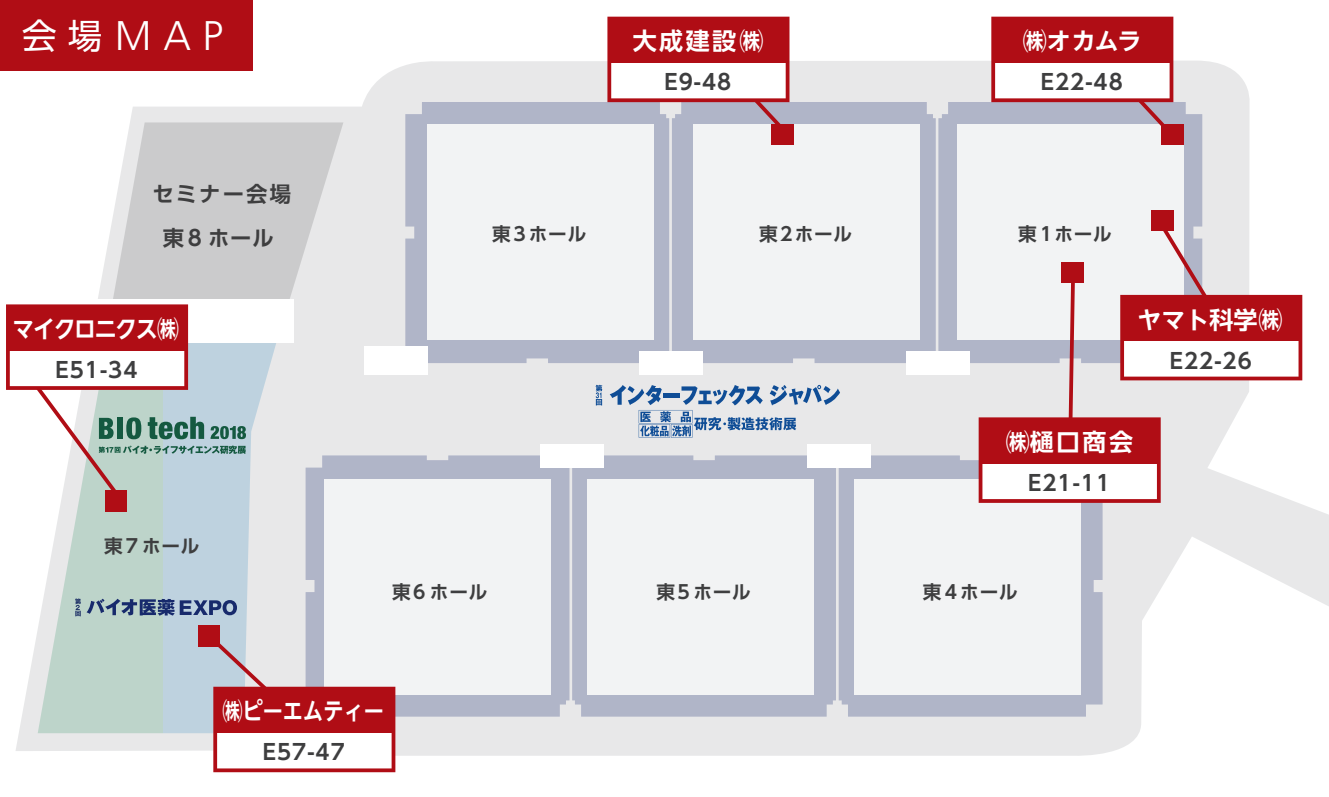 会場MAP
大成建設㈱
E9-48
㈱オカムラ
E22-48
セミナー会場
東8ホール
東3ホール
東2ホール
東1ホール
マイクロニクス㈱
E51-34
ヤマト科学㈱
E22-26
第31回 インターフェックス ジャパン
医薬品
化粧品 洗剤 研究・製造技術展
BIO tech 2018
第17回 バイオ・ライフサイエンス研究展
㈱樋口商会
E21-11
東7ホール
東6ホール
東5ホール
東4ホール
第2回 バイオ医薬EXPO
㈱ピーエムティー
E57-47